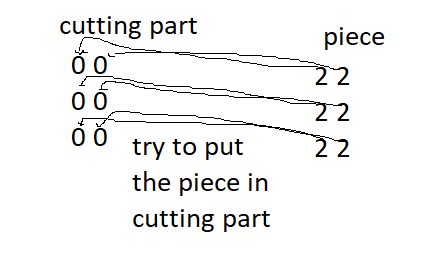 cutting part
piece
0 0
2 2
0 0
2 2
0 0
2 2
try to put
the piece in
cutting part